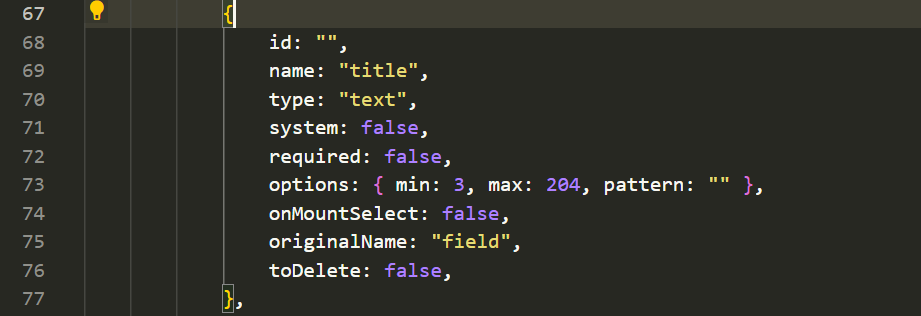 67 {
68 id: "",
69 name: "title",
70 type: "text",
71 system: false,
72 required: false,
73 options: { min: 3, max: 204, pattern: "" },
74 onMountSelect: false,
75 originalName: "field",
76 toDelete: false,
77 },